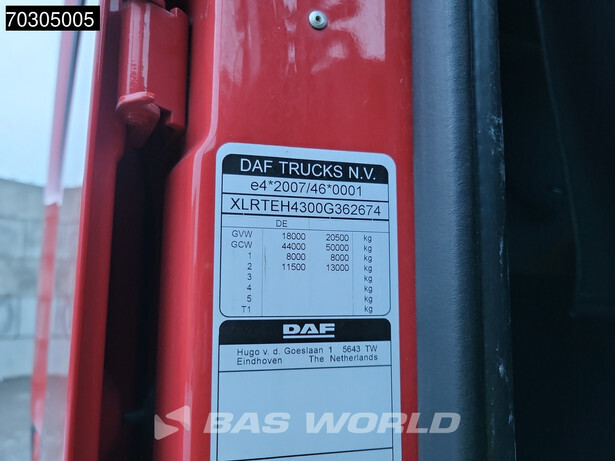 70305005
DAF TRUCKS N.V.
e4*2007/46*0001
XLRTEH4300G362674
DE
GVW 18000 20500 kg
GCW 44000 50000 kg
1 8000 8000 kg
2 11500 13000 kg
3 kg
4 kg
5 kg
T1 kg
DAF
Hugo v. d. Goeslaan 1 5643 TW
Eindhoven The Netherlands
BAS WORLD